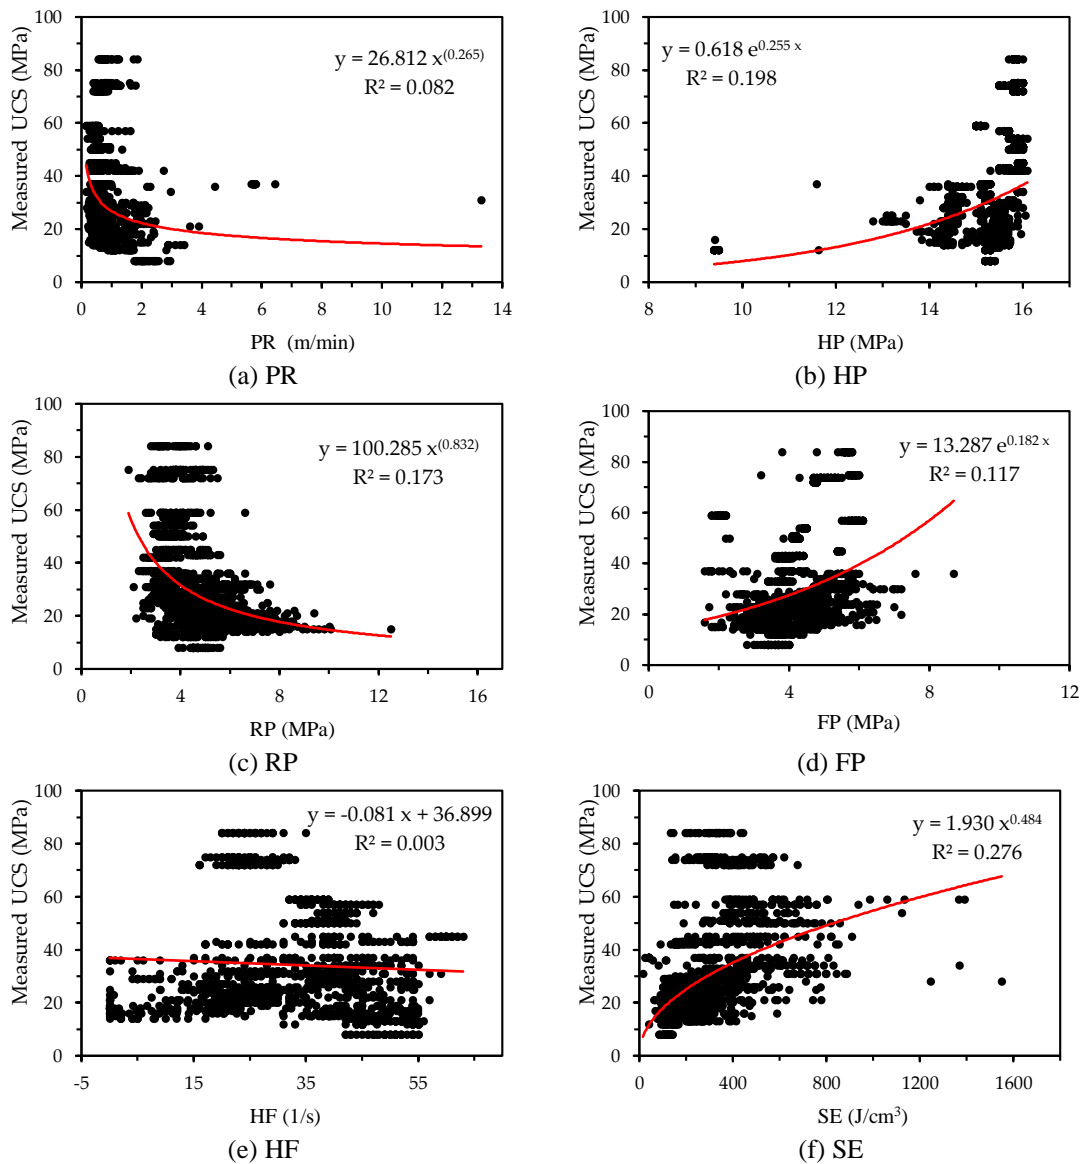 100
80
60
40
20
0
Measured UCS (MPa)
y = 26.812 x(0.265)
R² = 0.082
0 2 4 6 8 10 12 14
PR (m/min)
(a) PR
100
80
60
40
20
0
Measured UCS (MPa)
y = 0.618 e0.255 x
R² = 0.198
8 10 12 14 16
HP (MPa)
(b) HP
100
80
60
40
20
0
Measured UCS (MPa)
y = 100.285 x(0.832)
R² = 0.173
0 4 8 12 16
RP (MPa)
(c) RP
100
80
60
40
20
0
Measured UCS (MPa)
y = 13.287 e0.182 x
R² = 0.117
0 4 8 12
FP (MPa)
(d) FP
100
80
60
40
20
0
Measured UCS (MPa)
y = -0.081 x + 36.899
R² = 0.003
-5 15 35 55
HF (1/s)
(e) HF
100
80
60
40
20
0
Measured UCS (MPa)
y = 1.930 x0.484
R² = 0.276
0 400 800 1200 1600
SE (J/cm³)
(f) SE